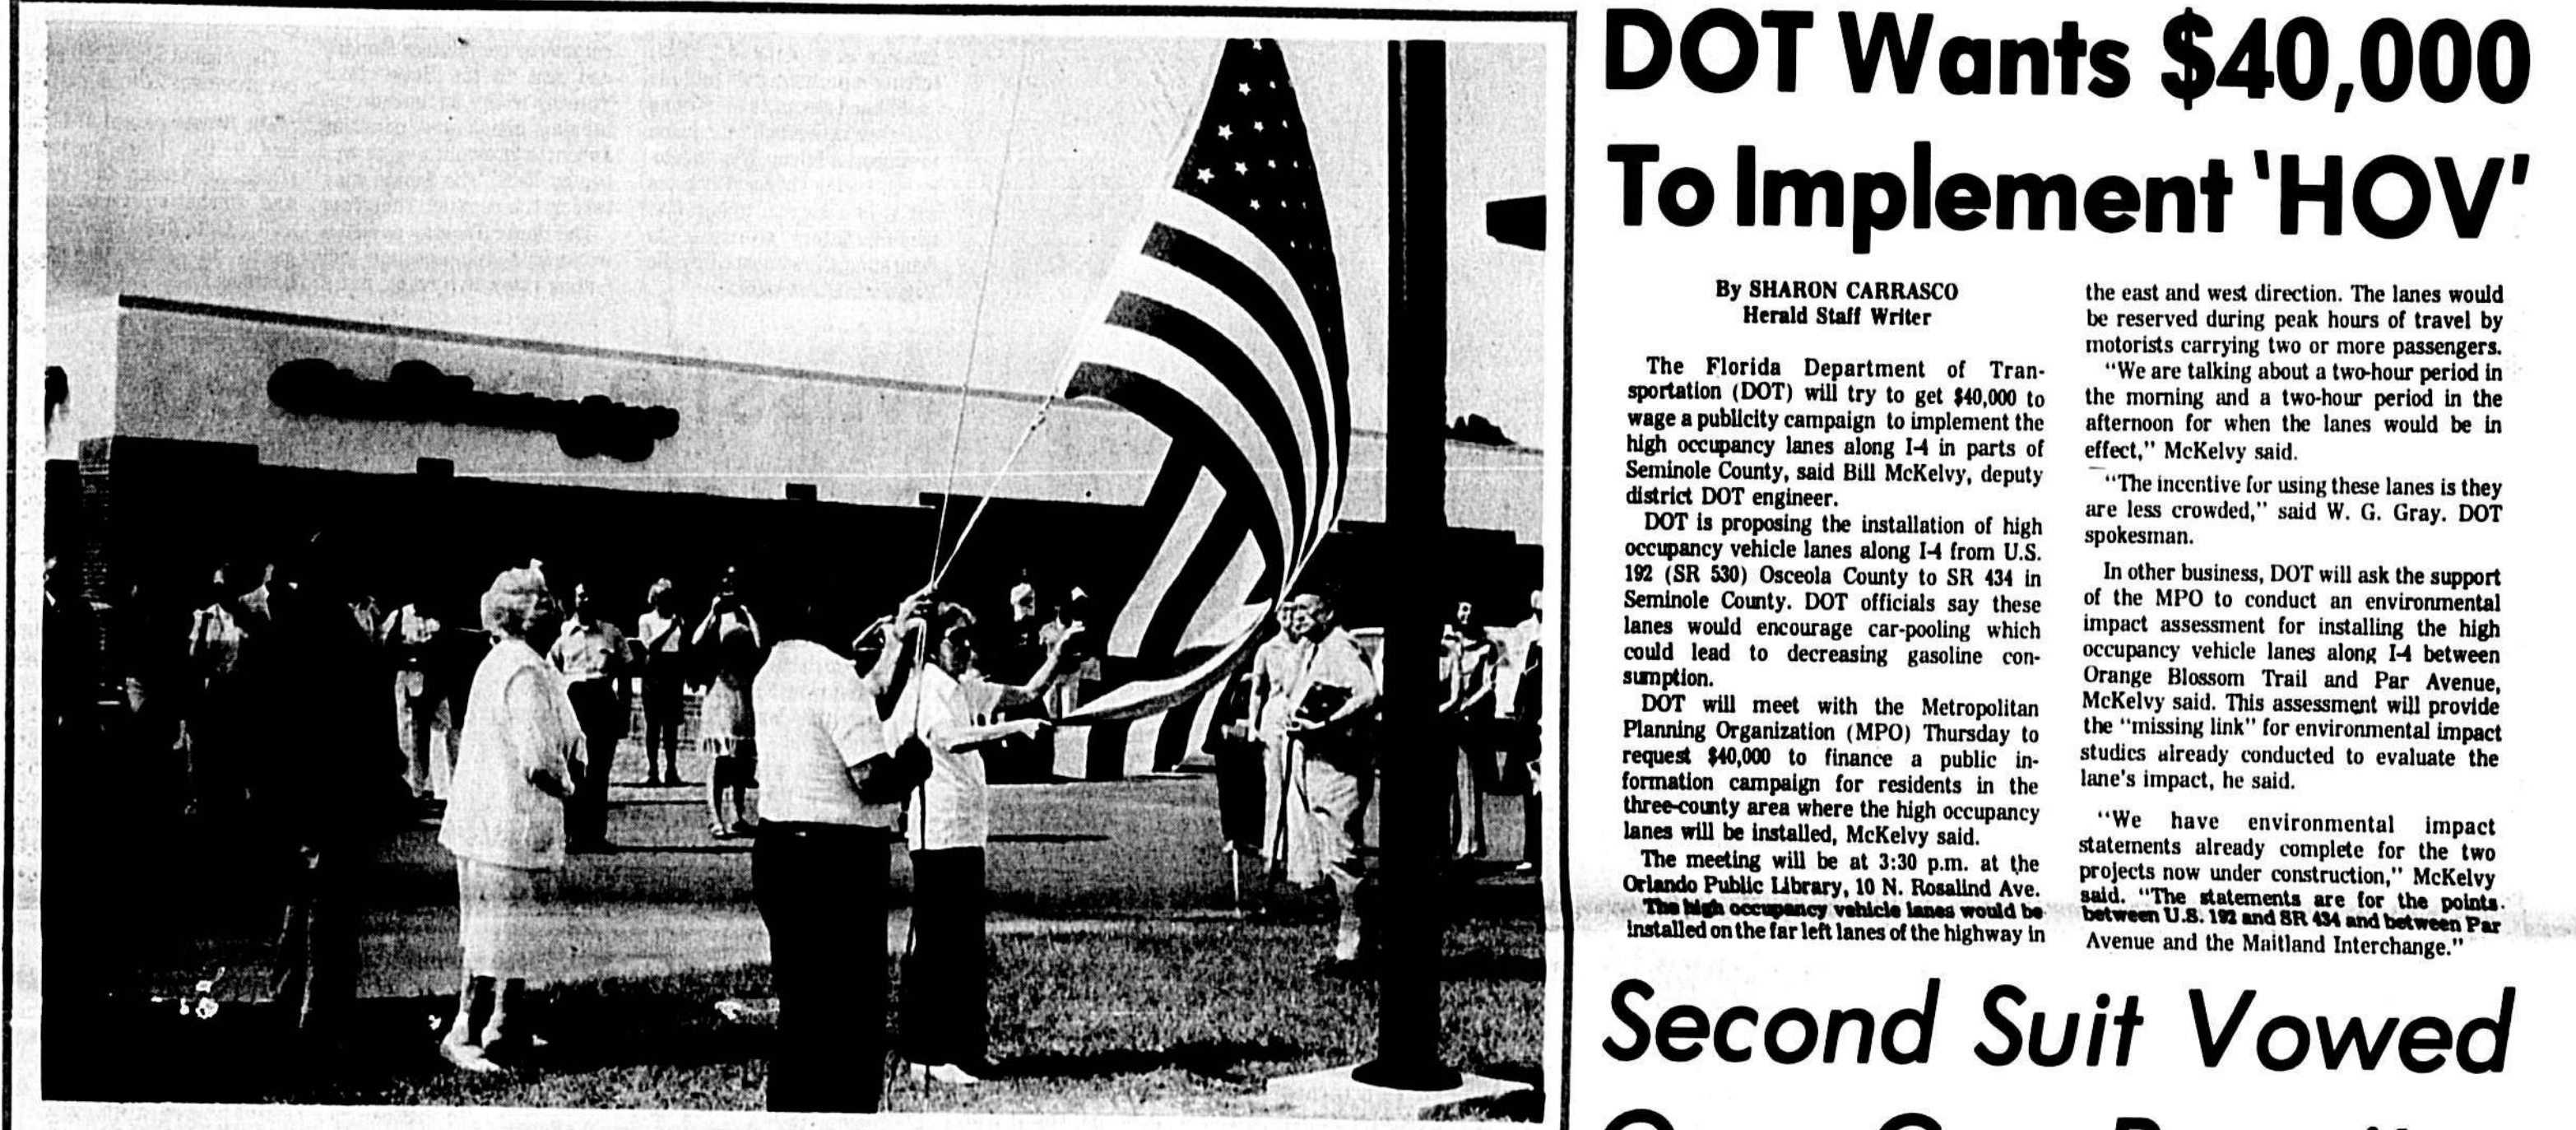 DOT Wants $40,000
To Implement 'HOV'
By SHARON CARRASCO
Herald Staff Writer
The Florida Department of Tran-
sportation (DOT) will try to get $40,000 to
wage a publicity campaign to implement the
high occupancy lanes along I-4 in parts of
Seminole County, said Bill McKelvy, deputy
district DOT engineer.
DOT is proposing the installation of high
occupancy vehicle lanes along I-4 from U.S.
192 (SR 530) Osceola County to SR 434 in
Seminole County. DOT officials say these
lanes would encourage car-pooling which
could lead to decreasing gasoline con-
sumption.
DOT will meet with the Metropolitan
Planning Organization (MPO) Thursday to
request $40,000 to finance a public in-
formation campaign for residents in the
three-county area where the high occupancy
lanes will be installed, McKelvy said.
The meeting will be at 3:30 p.m. at the
Orlando Public Library, 10 N. Rosalind Ave.
The high occupancy vehicle lanes would be
installed on the far left lanes of the highway in
the east and west direction. The lanes would
be reserved during peak hours of travel by
motorists carrying two or more passengers.
"We are talking about a two-hour period in
the morning and a two-hour period in the
afternoon for when the lanes would be in
effect," McKelvy said.
"The incentive for using these lanes is they
are less crowded," said W. G. Gray. DOT
spokesman.
In other business, DOT will ask the support
of the MPO to conduct an environmental
impact assessment for installing the high
occupancy vehicle lanes along I-4 between
Orange Blossom Trail and Par Avenue,
McKelvy said. This assessment will provide
the "missing link" for environmental impact
studies already conducted to evaluate the
lane's impact, he said.
"We have environmental impact
statements already complete for the two
projects now under construction," McKelvy
said. "The statements are for the points
between U.S. 192 and SR 434 and between Par
Avenue and the Maitland Interchange."
Second Suit Vowed